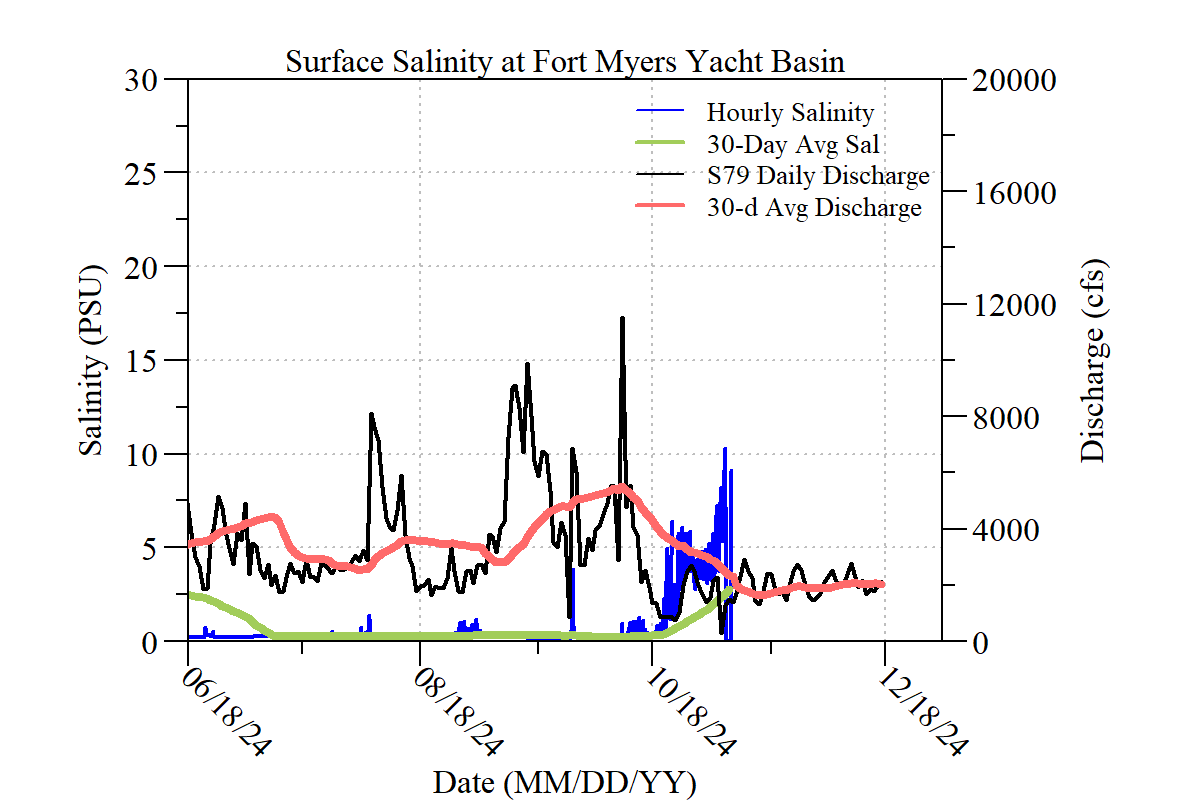 Surface Salinity at Fort Myers Yacht Basin
30
25
20
15
10
5
0
Salinity (PSU)
Hourly Salinity
30-Day Avg Sal
S79 Daily Discharge
30-d Avg Discharge
20000
16000
12000
8000
4000
0
Discharge (cfs)
06/18/24
08/18/24
10/18/24
12/18/24
Date (MM/DD/YY)